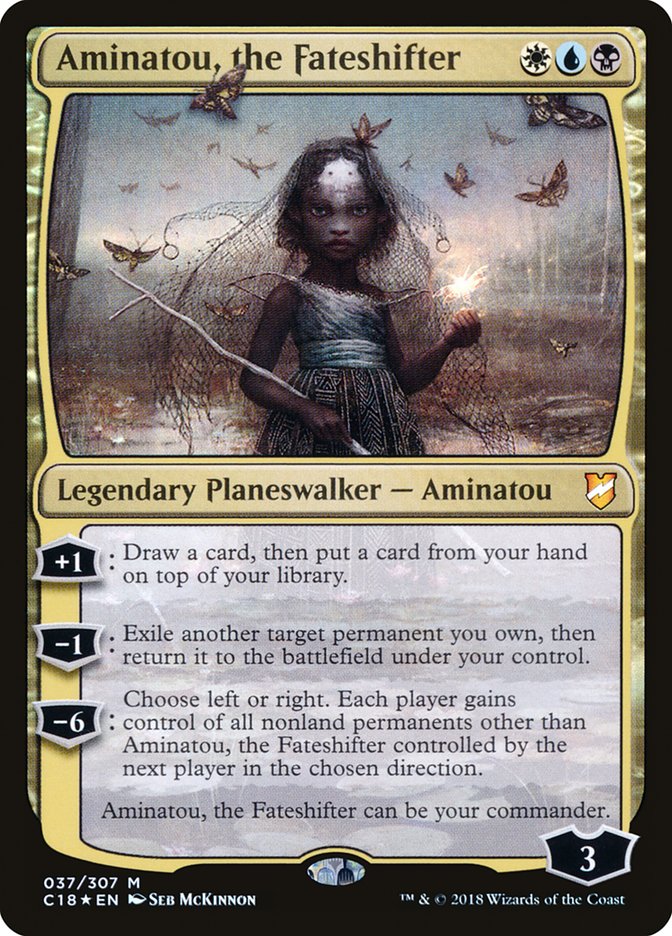 Aminatou, the Fateshifter
Legendary Planeswalker — Aminatou
+1: Draw a card, then put a card from your hand
on top of your library.
−1: Exile another target permanent you own, then
return it to the battlefield under your control.
−6: Choose left or right. Each player gains
control of all nonland permanents other than
Aminatou, the Fateshifter controlled by the
next player in the chosen direction.
Aminatou, the Fateshifter can be your commander.
3
037/307 M
C18★EN Seb McKinnon
™ & © 2018 Wizards of the Coast